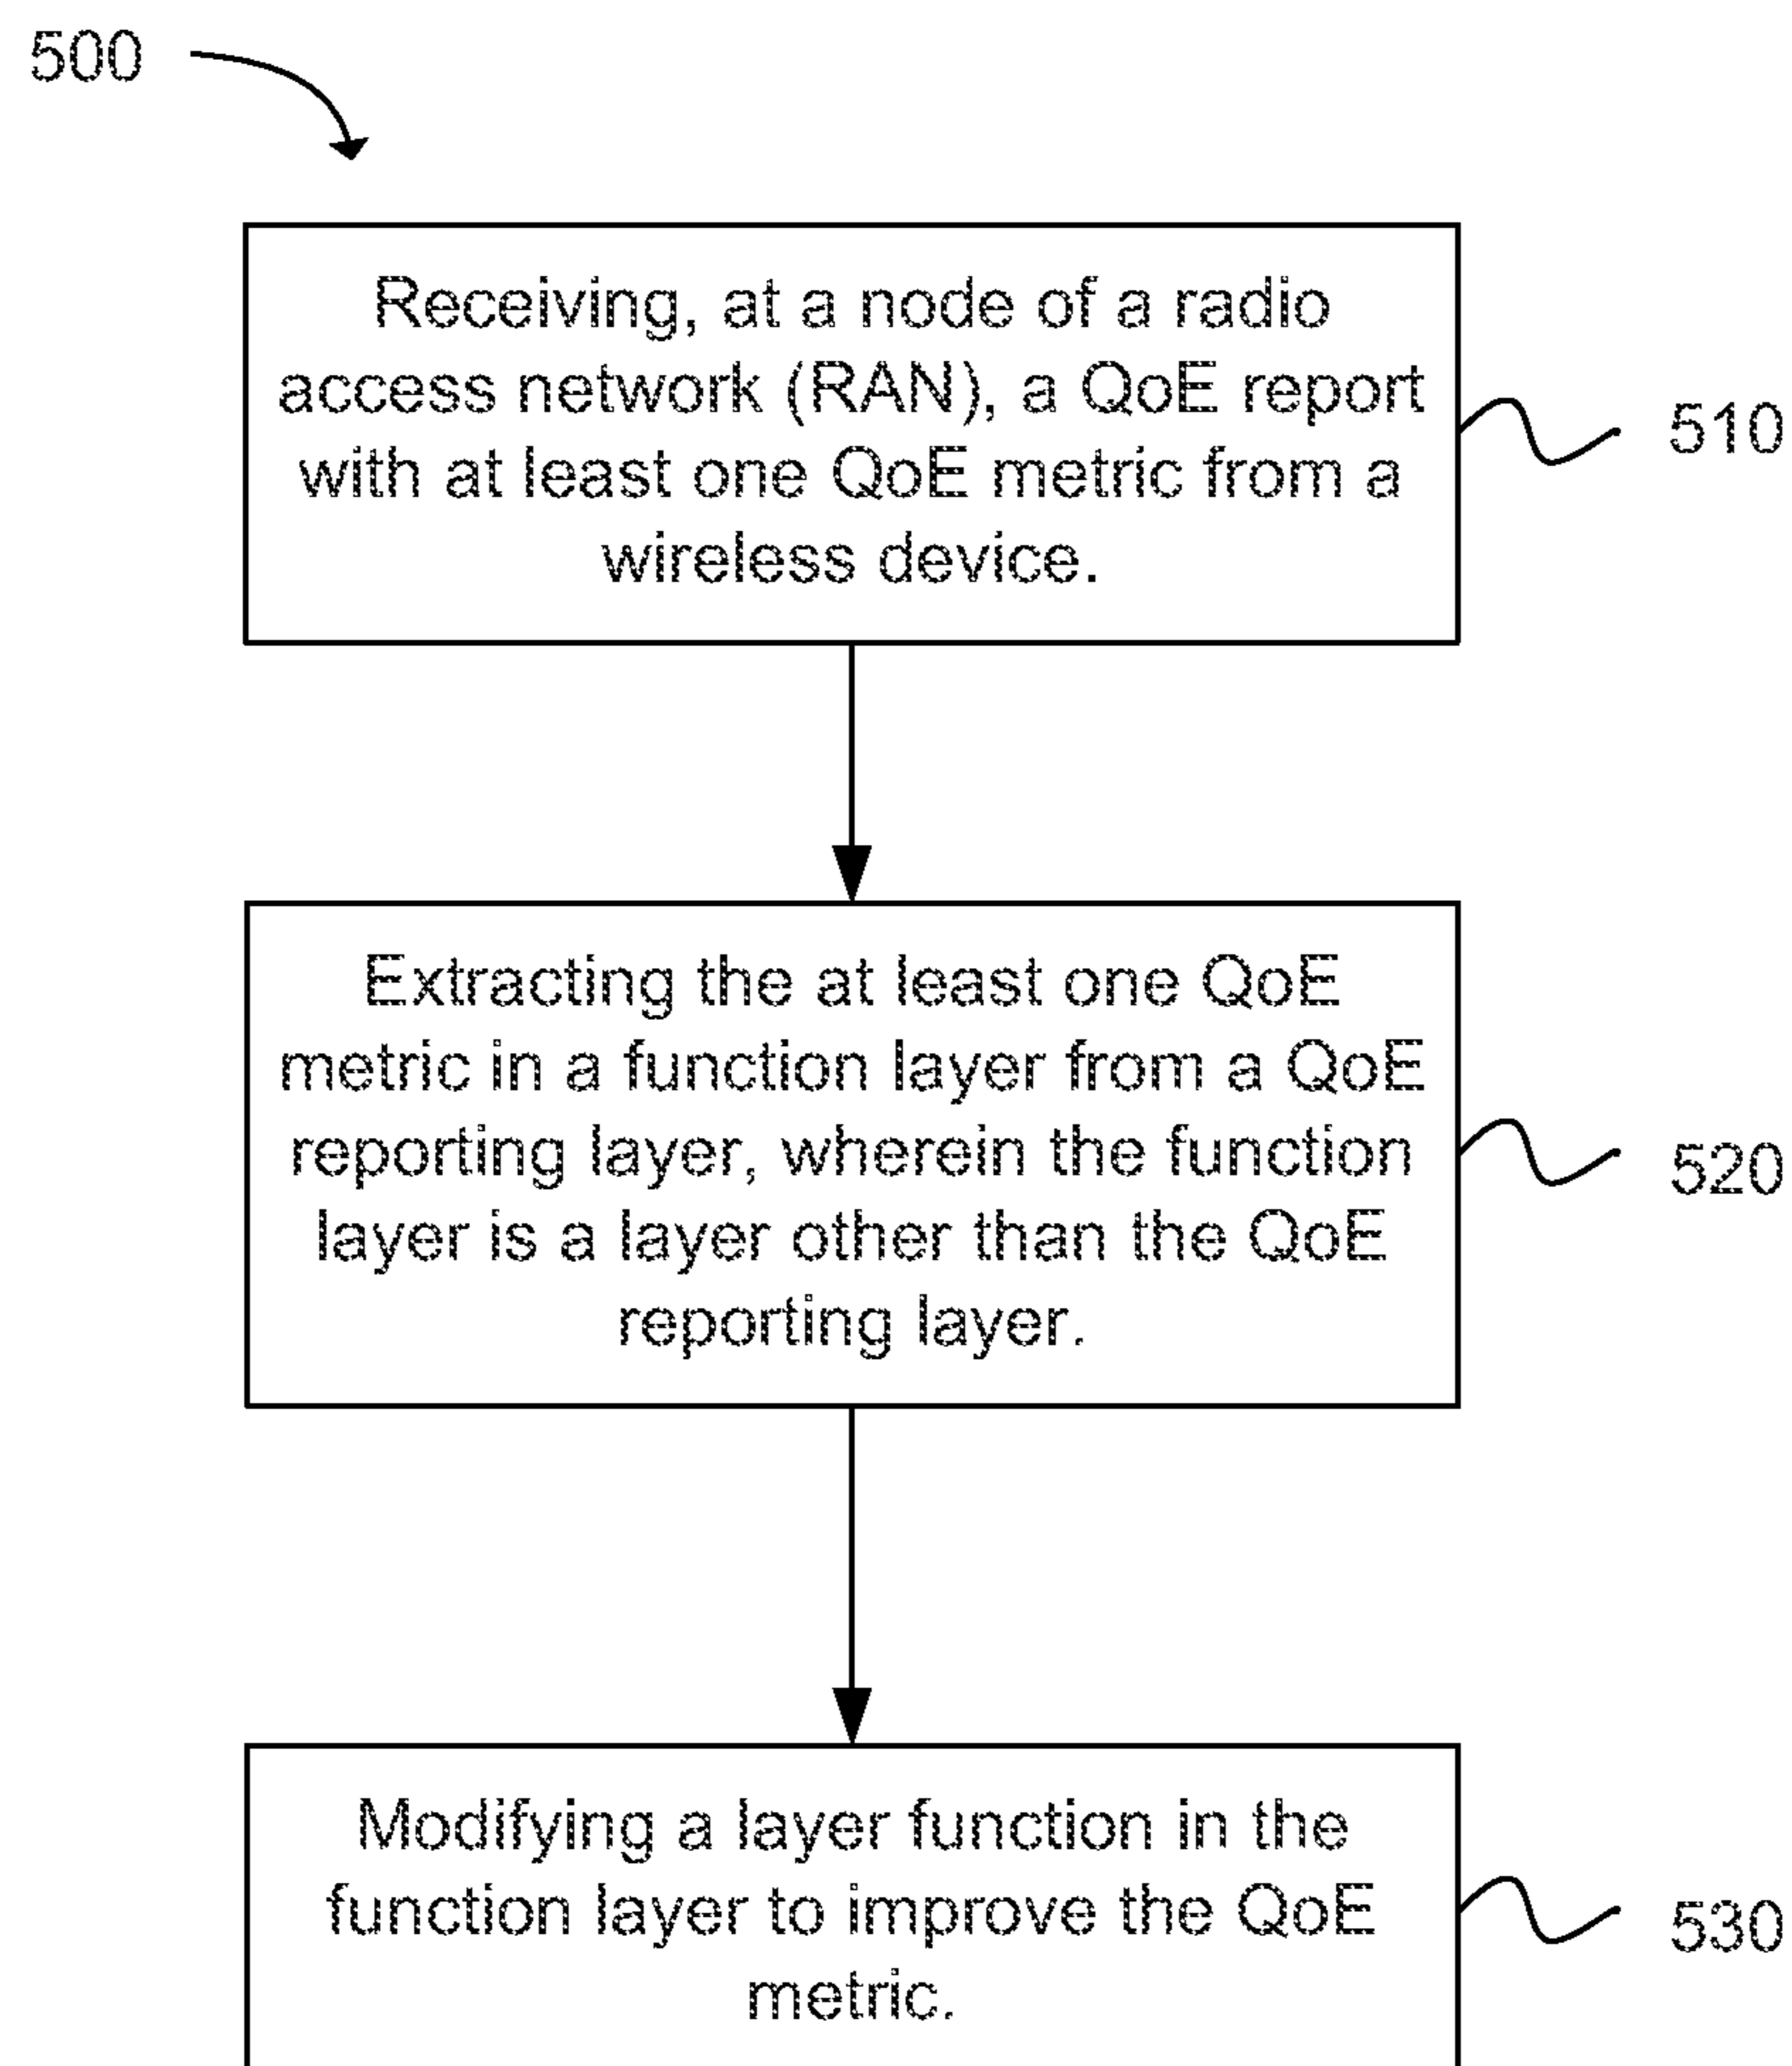 500
Receiving, at a node of a radio
access network (RAN), a QoE report
with at least one QoE metric from a
wireless device.
510
Extracting the at least one QoE
metric in a function layer from a QoE
reporting layer, wherein the function
layer is a layer other than the QoE
reporting layer.
520
Modifying a layer function in the
function layer to improve the QoE
metric.
530